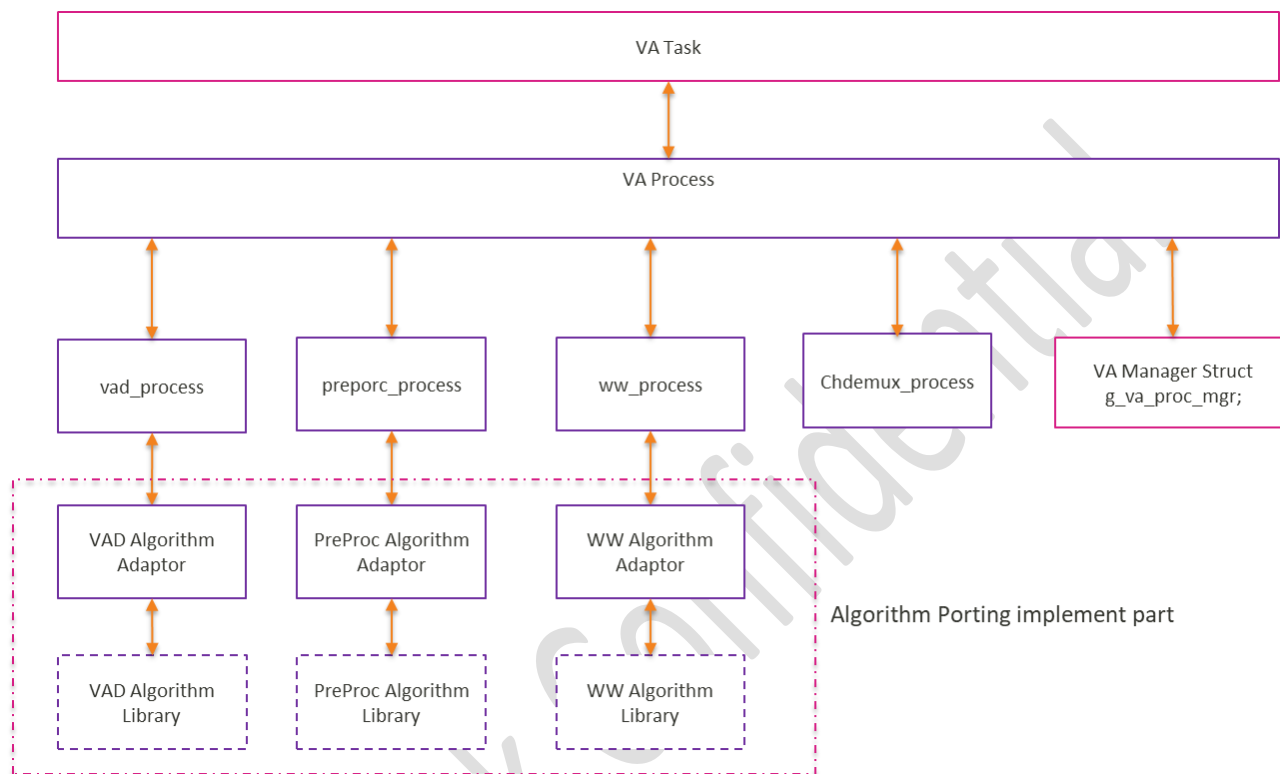 VA Task
VA Process
vad_process
preporc_process
ww_process
Chdemux_process
VA Manager Struct
g_va_proc_mgr;
VAD Algorithm
Adaptor
PreProc Algorithm
Adaptor
WW Algorithm
Adaptor
Algorithm Porting implement part
VAD Algorithm
Library
PreProc Algorithm
Library
WW Algorithm
Library
Confidential